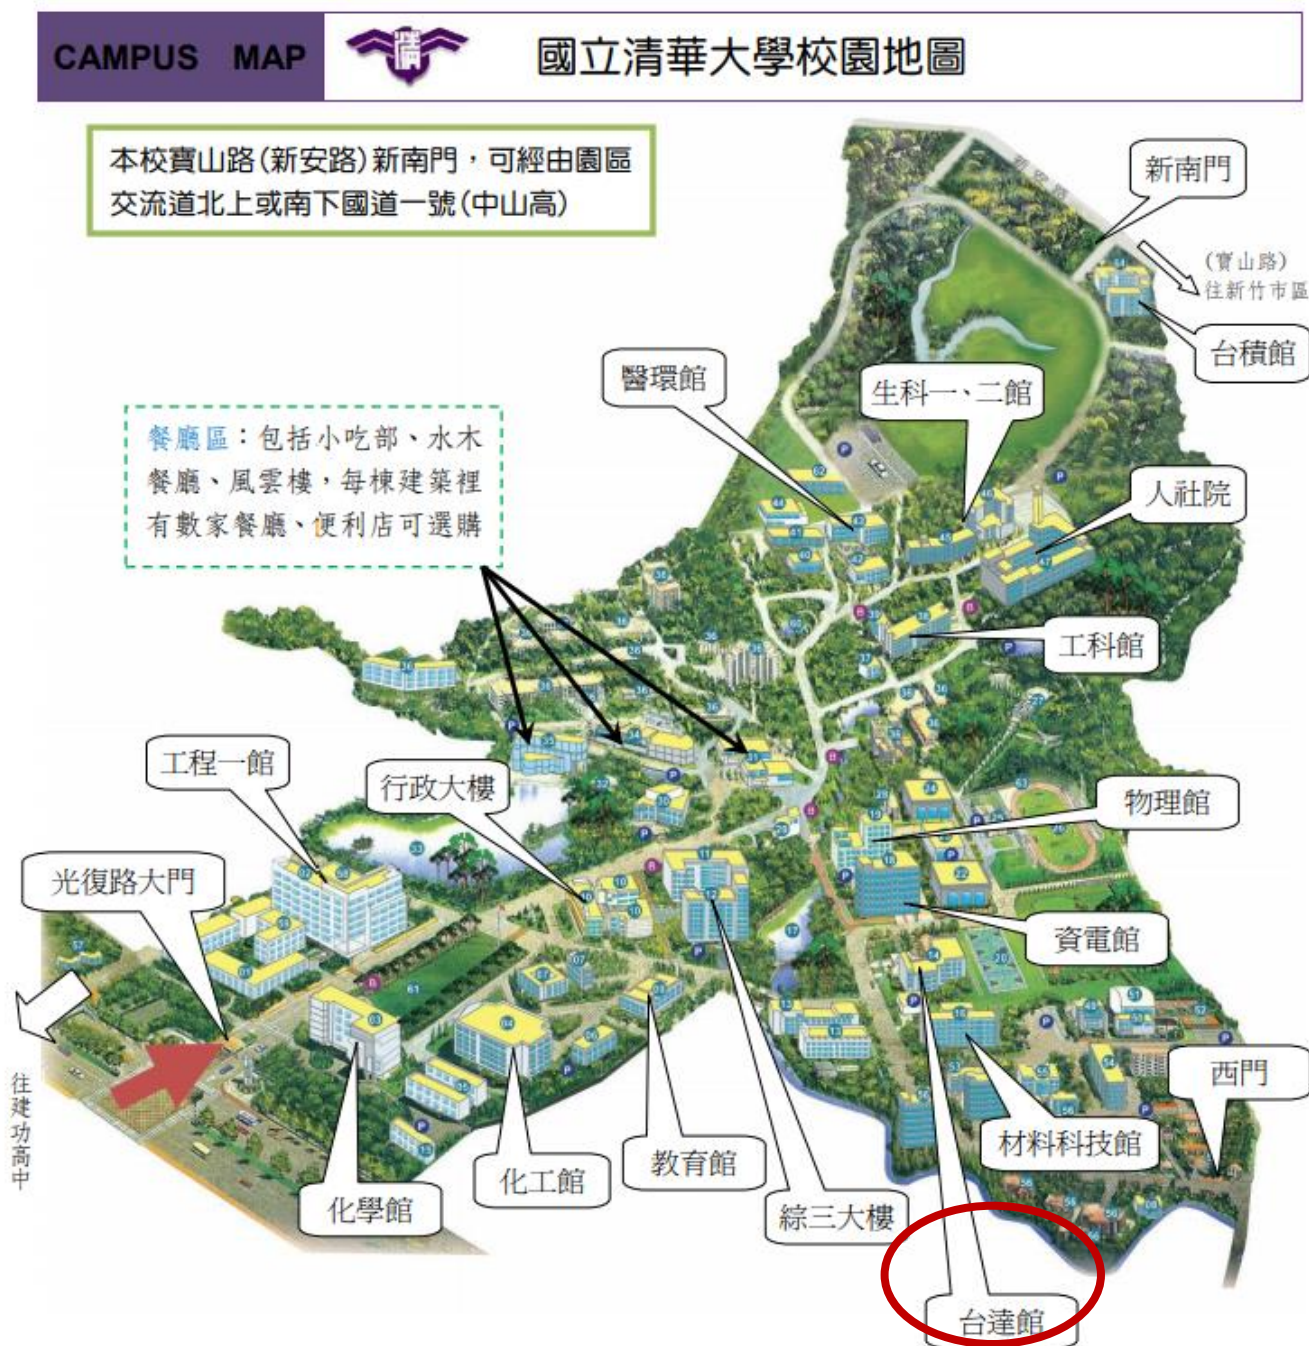 CAMPUS MAP
國立清華大學校園地圖
本校寶山路(新安路)新南門，可經由園區
交流道北上或南下國道一號(中山高)
新安路
新南門
(寶山路)
往新竹市區
台積館
醫環館
生科一、二館
餐廳區：包括小吃部、水木
餐廳、風雲樓，每棟建築裡
有數家餐廳、便利店可選購
人社院
工科館
工程一館
行政大樓
物理館
光復路大門
資電館
往建功高中
西門
材料科技館
教育館
化工館
化學館
綜三大樓
台達館